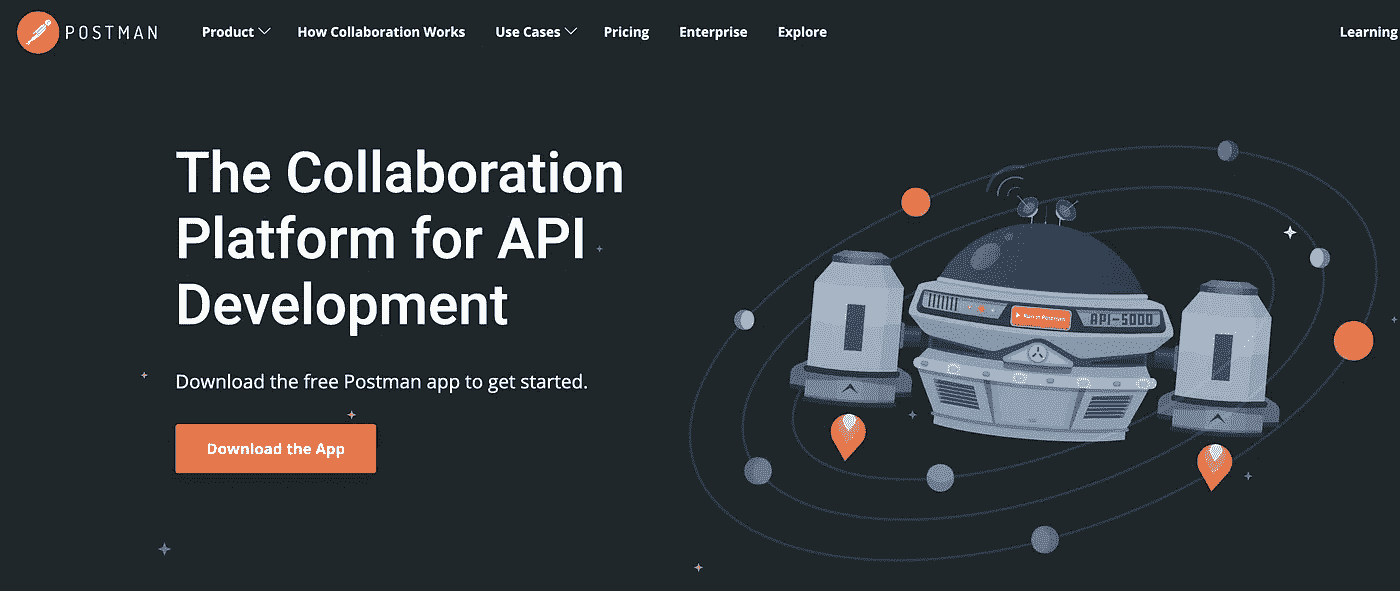 POSTMAN
Product
How Collaboration Works
Use Cases
Pricing
Enterprise
Explore
Learning
The Collaboration
Platform for API
Development
Download the free Postman app to get started.
Download the App
Run in Postman
API-5000